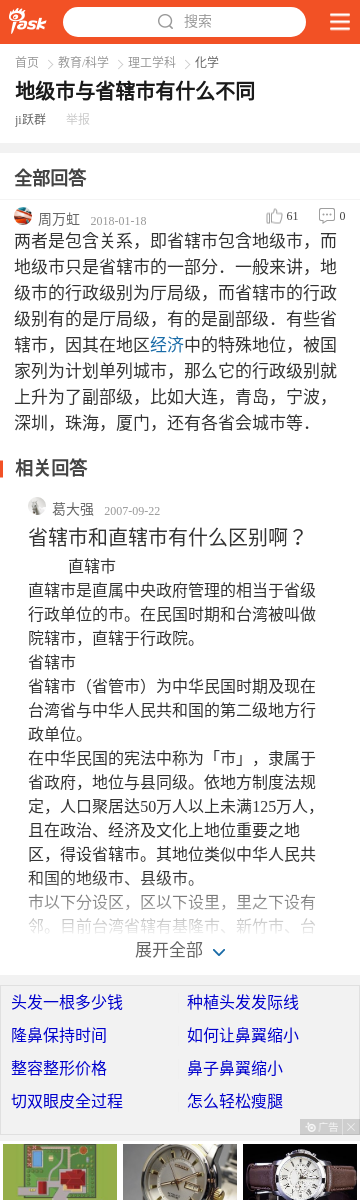 iask
搜索
首页 教育/科学 理工学科 化学
地级市与省辖市有什么不同
ji跃群 举报
全部回答
周万虹 2018-01-18 61 0
两者是包含关系，即省辖市包含地级市，而
地级市只是省辖市的一部分．一般来讲，地
级市的行政级别为厅局级，而省辖市的行政
级别有的是厅局级，有的是副部级．有些省
辖市，因其在地区经济中的特殊地位，被国
家列为计划单列城市，那么它的行政级别就
上升为了副部级，比如大连，青岛，宁波，
深圳，珠海，厦门，还有各省会城市等．
相关回答
葛大强 2007-09-22
省辖市和直辖市有什么区别啊？
直辖市
直辖市是直属中央政府管理的相当于省级
行政单位的市。在民国时期和台湾被叫做
院辖市，直辖于行政院。
省辖市
省辖市（省管市）为中华民国时期及现在
台湾省与中华人民共和国的第二级地方行
政单位。
在中华民国的宪法中称为「市」，隶属于
省政府，地位与县同级。依地方制度法规
定，人口聚居达50万人以上未满125万人，
且在政治、经济及文化上地位重要之地
区，得设省辖市。其地位类似中华人民共
和国的地级市、县级市。
市以下分设区，区以下设里，里之下设有
邻。目前台湾省辖有基隆市、新竹市、台
展开全部
头发一根多少钱 种植头发发际线
隆鼻保持时间 如何让鼻翼缩小
整容整形价格 鼻子鼻翼缩小
切双眼皮全过程 怎么轻松瘦腿
广告